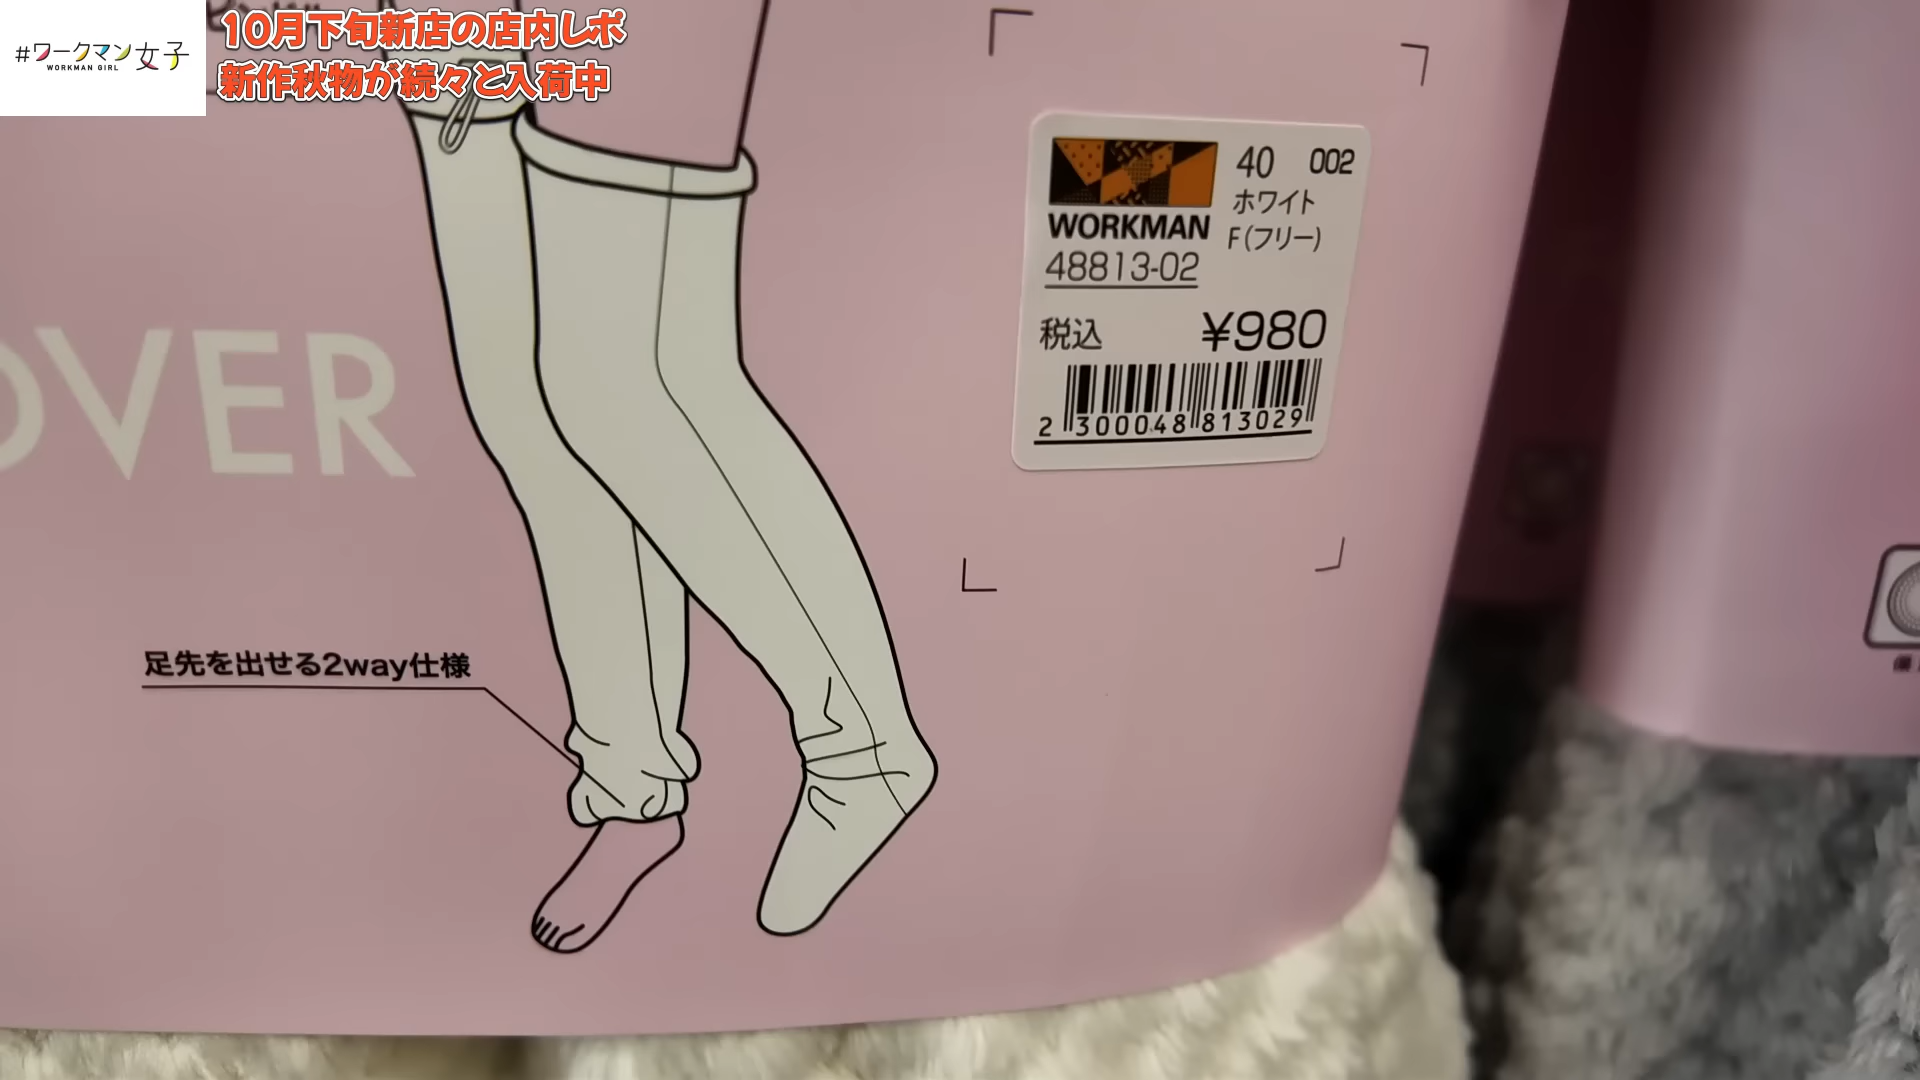 #ワークマン女子
WORKMAN GIRL
10月下旬新店の店内レポ
新作秋物が続々と入荷中
OVER
足先を出せる2way仕様
WORKMAN
40 002
ホワイト
F(フリー)
48813-02
税込 ¥980
2 300048 813029